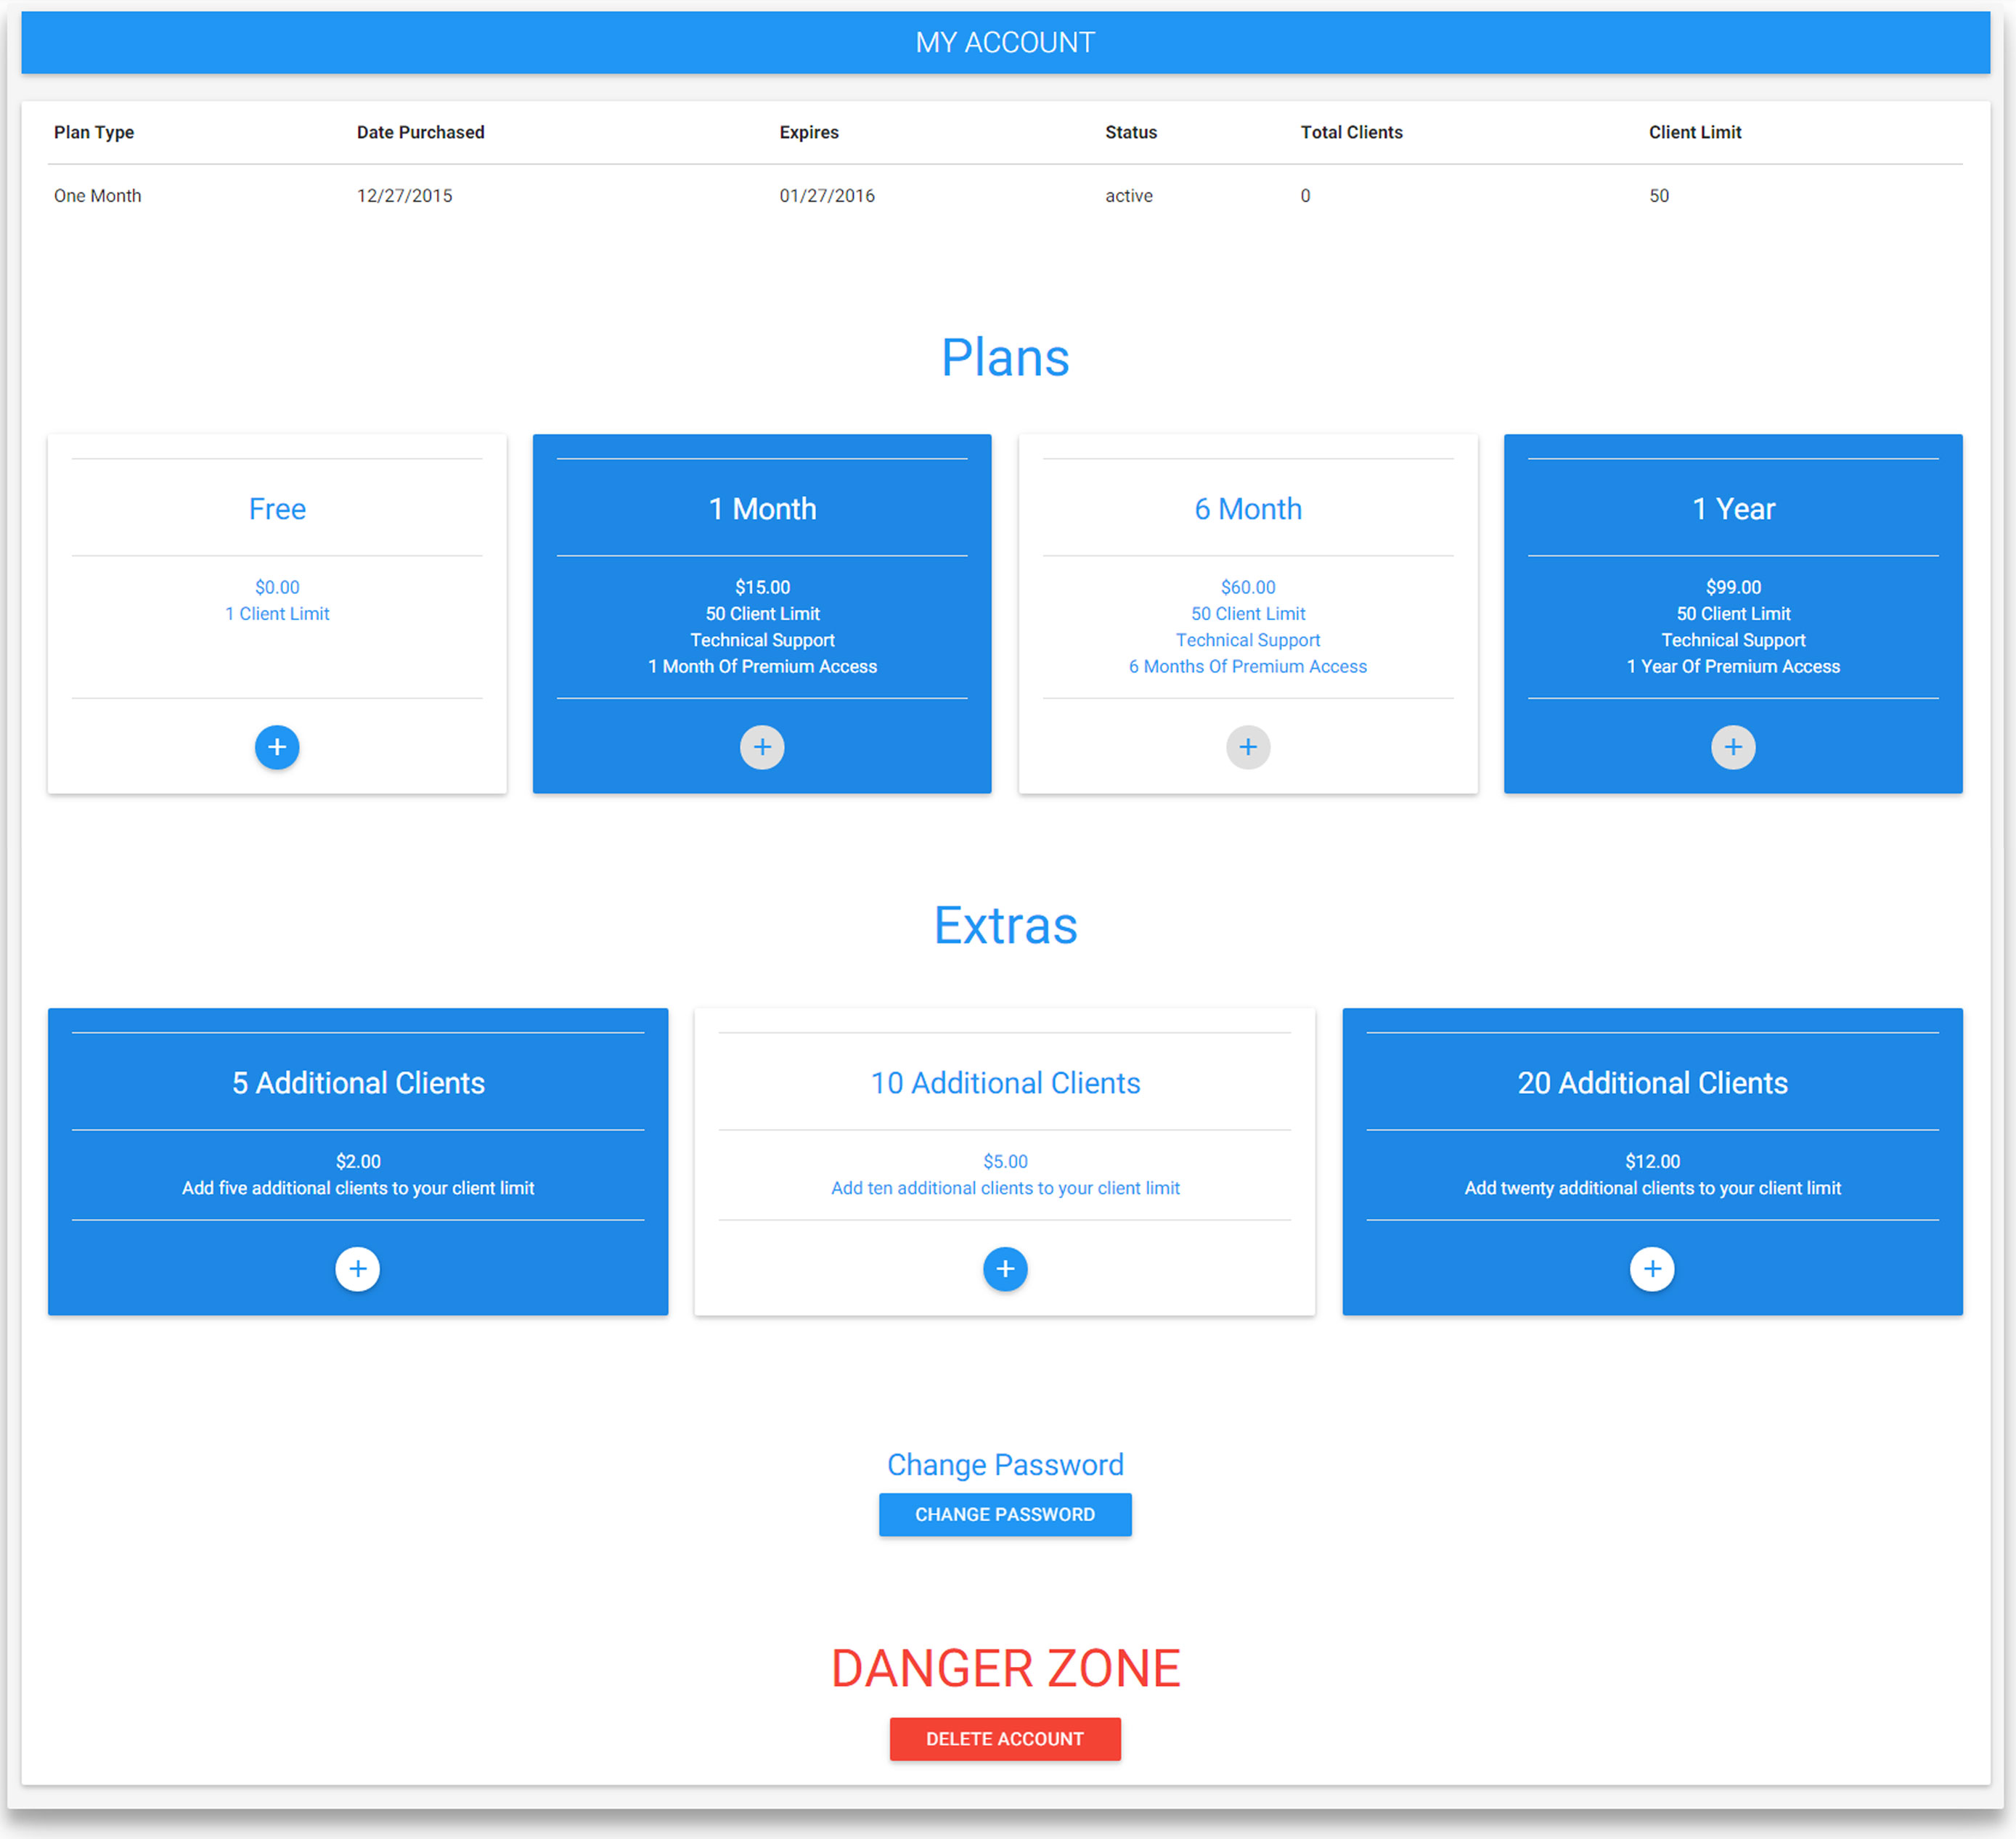 MY ACCOUNT
Plan Type Date Purchased Expires Status Total Clients Client Limit
One Month 12/27/2015 01/27/2016 active 0 50
Plans
Free
$0.00
1 Client Limit
+
1 Month
$15.00
50 Client Limit
Technical Support
1 Month Of Premium Access
+
6 Month
$60.00
50 Client Limit
Technical Support
6 Months Of Premium Access
+
1 Year
$99.00
50 Client Limit
Technical Support
1 Year Of Premium Access
+
Extras
5 Additional Clients
$2.00
Add five additional clients to your client limit
+
10 Additional Clients
$5.00
Add ten additional clients to your client limit
+
20 Additional Clients
$12.00
Add twenty additional clients to your client limit
+
Change Password
CHANGE PASSWORD
DANGER ZONE
DELETE ACCOUNT